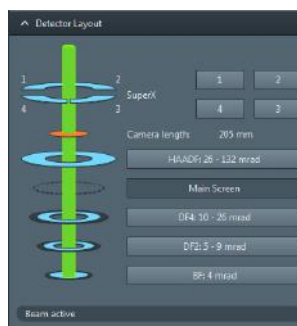 Detector Layout
1 2
4 3
SuperX
1 2
4 3
Camera length: 205 mm
HAADF: 26 - 132 mrad
Main Screen
DF4: 10 - 26 mrad
DF2: 5 - 9 mrad
BF: 4 mrad
Beam active